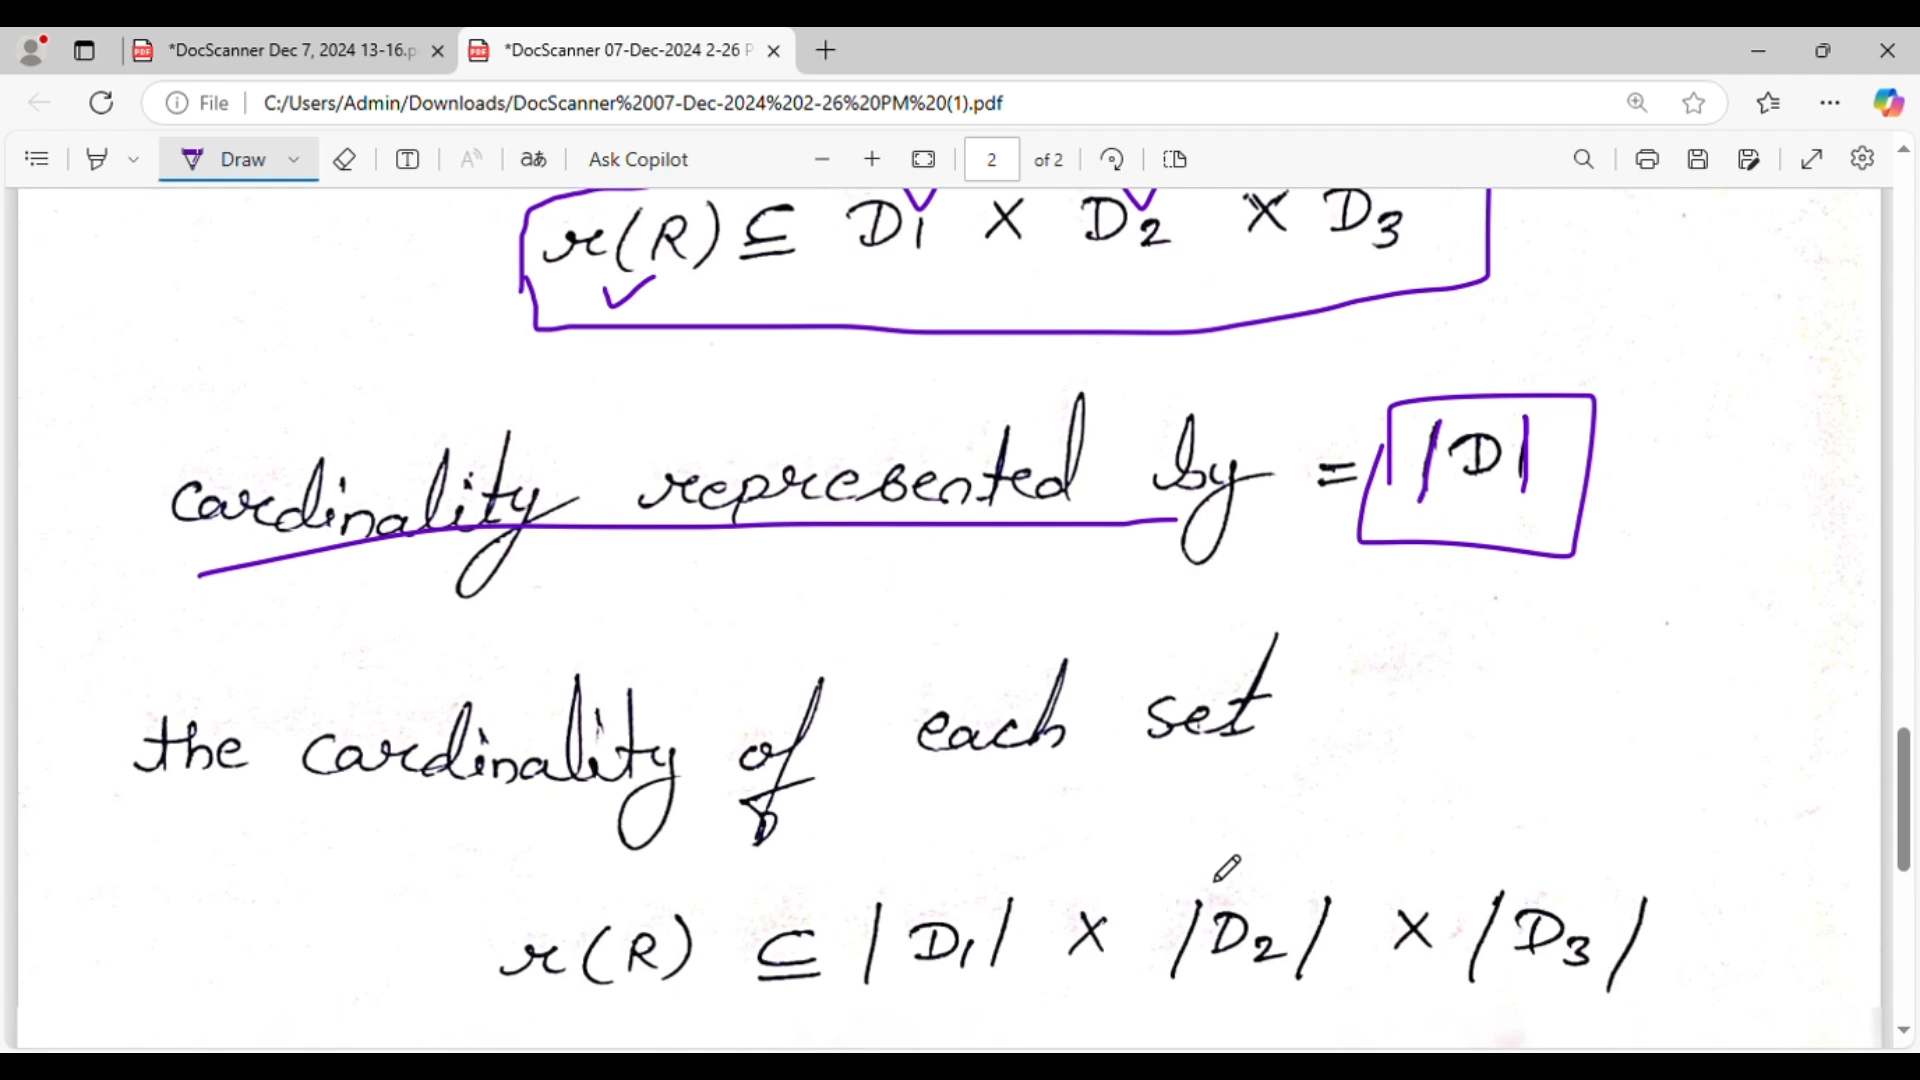 *DocScanner Dec 7, 2024 13-16.p
*DocScanner 07-Dec-2024 2-26 P
File C:/Users/Admin/Downloads/DocScanner%2007-Dec-2024%202-26%20PM%20(1).pdf
Draw Ask Copilot 2 of 2
r(R) ⊆ D1 X D2 X D3
cardinality represented by = |D|
the cardinality of each set
r(R) ⊆ |D1| X |D2| X |D3|